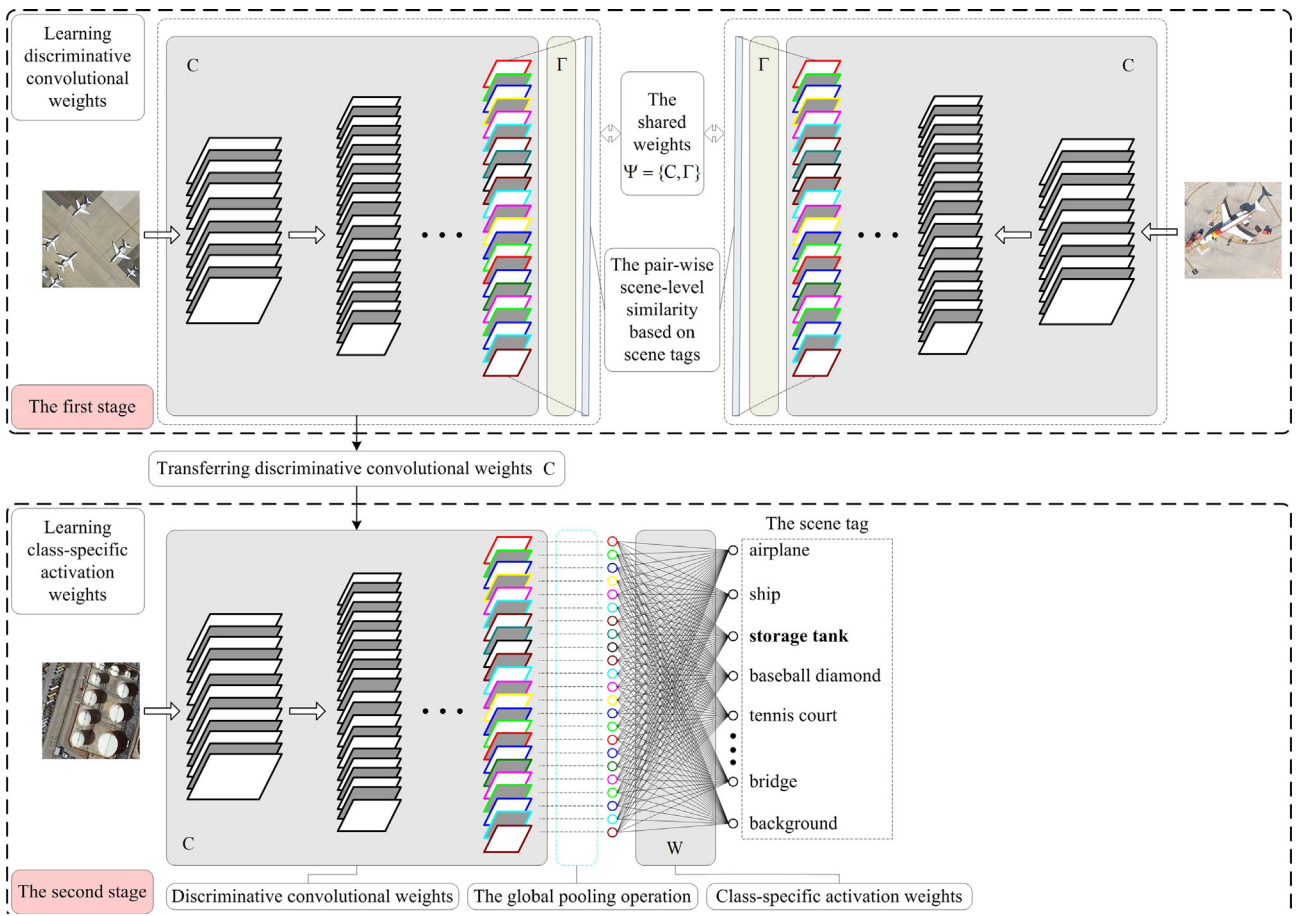 Learning
discriminative
convolutional
weights
C
Γ
The
shared
weights
Ψ = {C, Γ}
Γ
C
The pair-wise
scene-level
similarity
based on
scene tags
The first stage
Transferring discriminative convolutional weights C
Learning
class-specific
activation
weights
The scene tag
airplane
ship
storage tank
baseball diamond
tennis court
bridge
background
C
W
The second stage
Discriminative convolutional weights
The global pooling operation
Class-specific activation weights